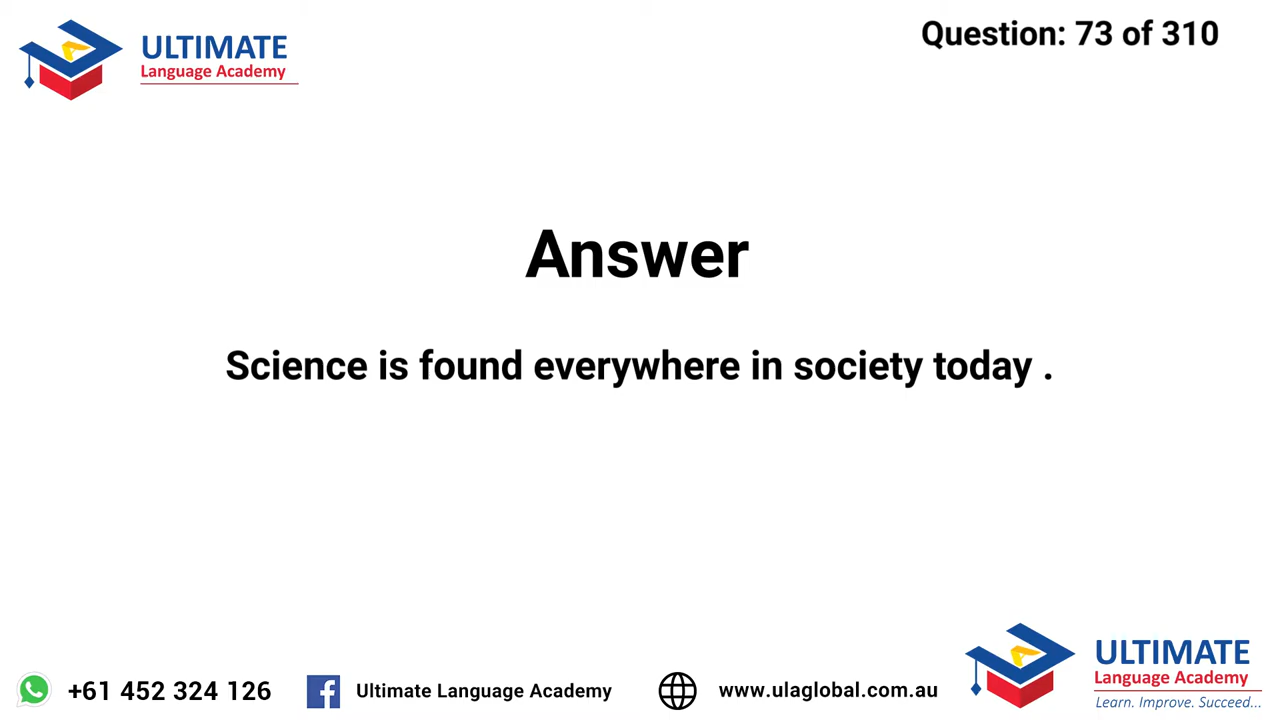 ULTIMATE
Language Academy
Question: 73 of 310
Answer
Science is found everywhere in society today .
+61 452 324 126
Ultimate Language Academy
www.ulaglobal.com.au
ULTIMATE
Language Academy
Learn. Improve. Succeed...